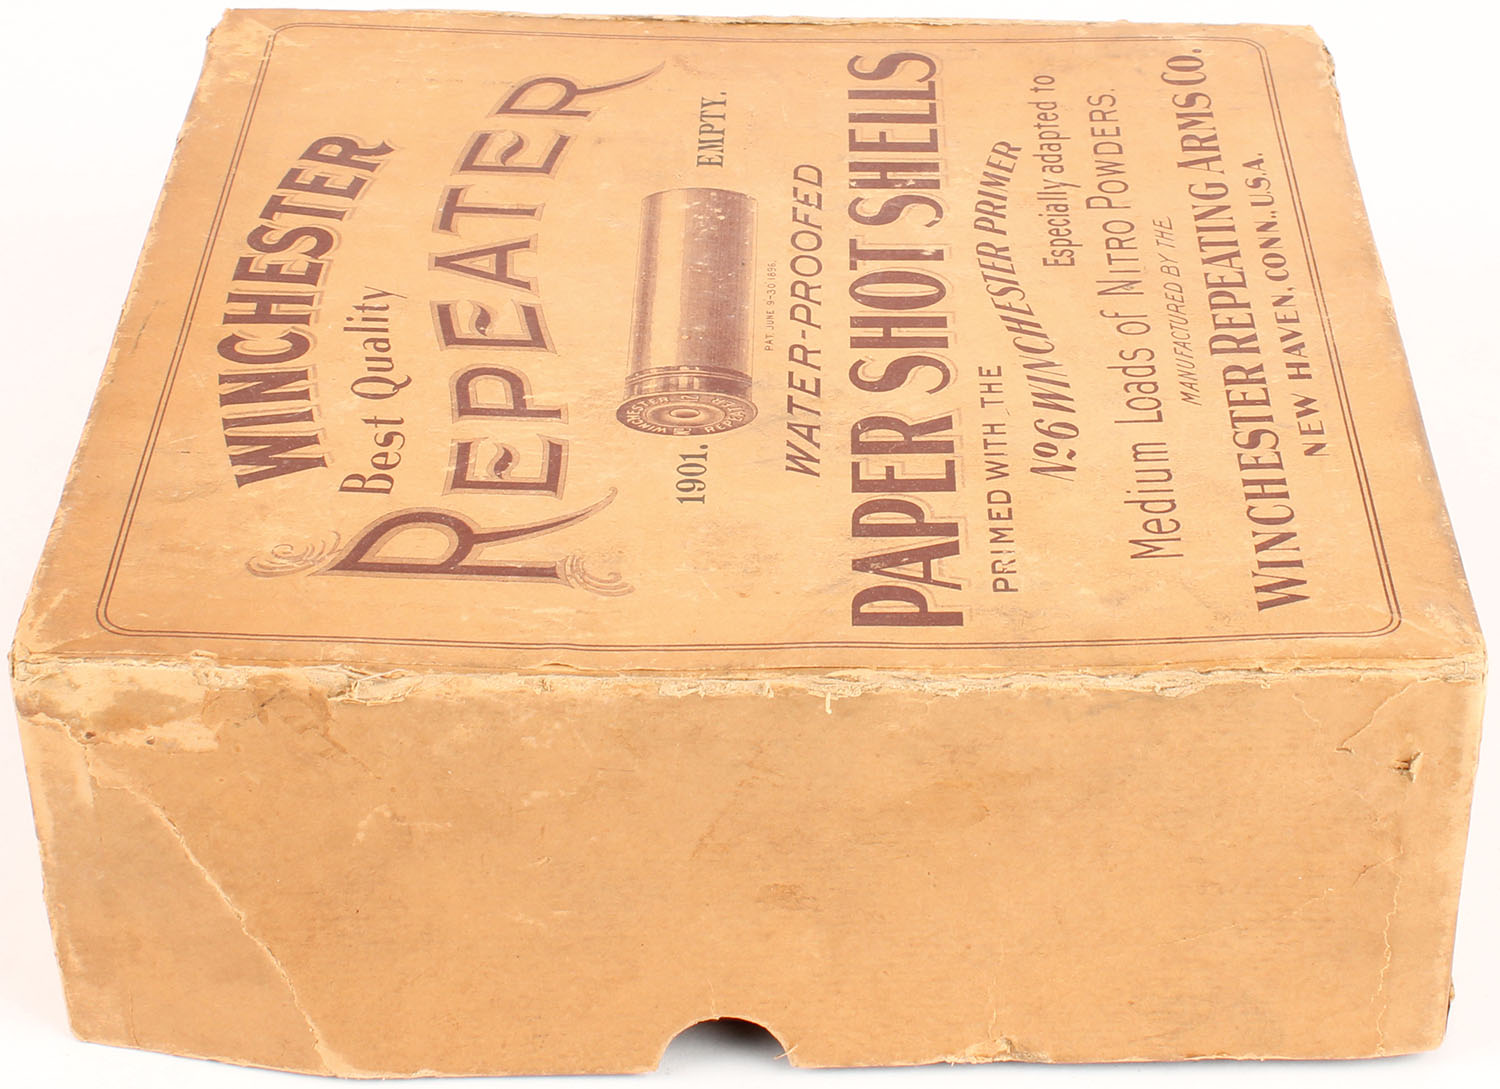 WINCHESTER
Best Quality
REPEATER
1901. EMPTY.
WINCHESTER
REPEATER
PAT. JUNE 9-30.1896.
WATER-PROOFED
PAPER SHOT SHELLS
PRIMED WITH THE
No. 6 WINCHESTER PRIMER
Especially adapted to
Medium Loads of NITRO POWDERS.
MANUFACTURED BY THE
WINCHESTER REPEATING ARMS CO.
NEW HAVEN, CONN., U.S.A.